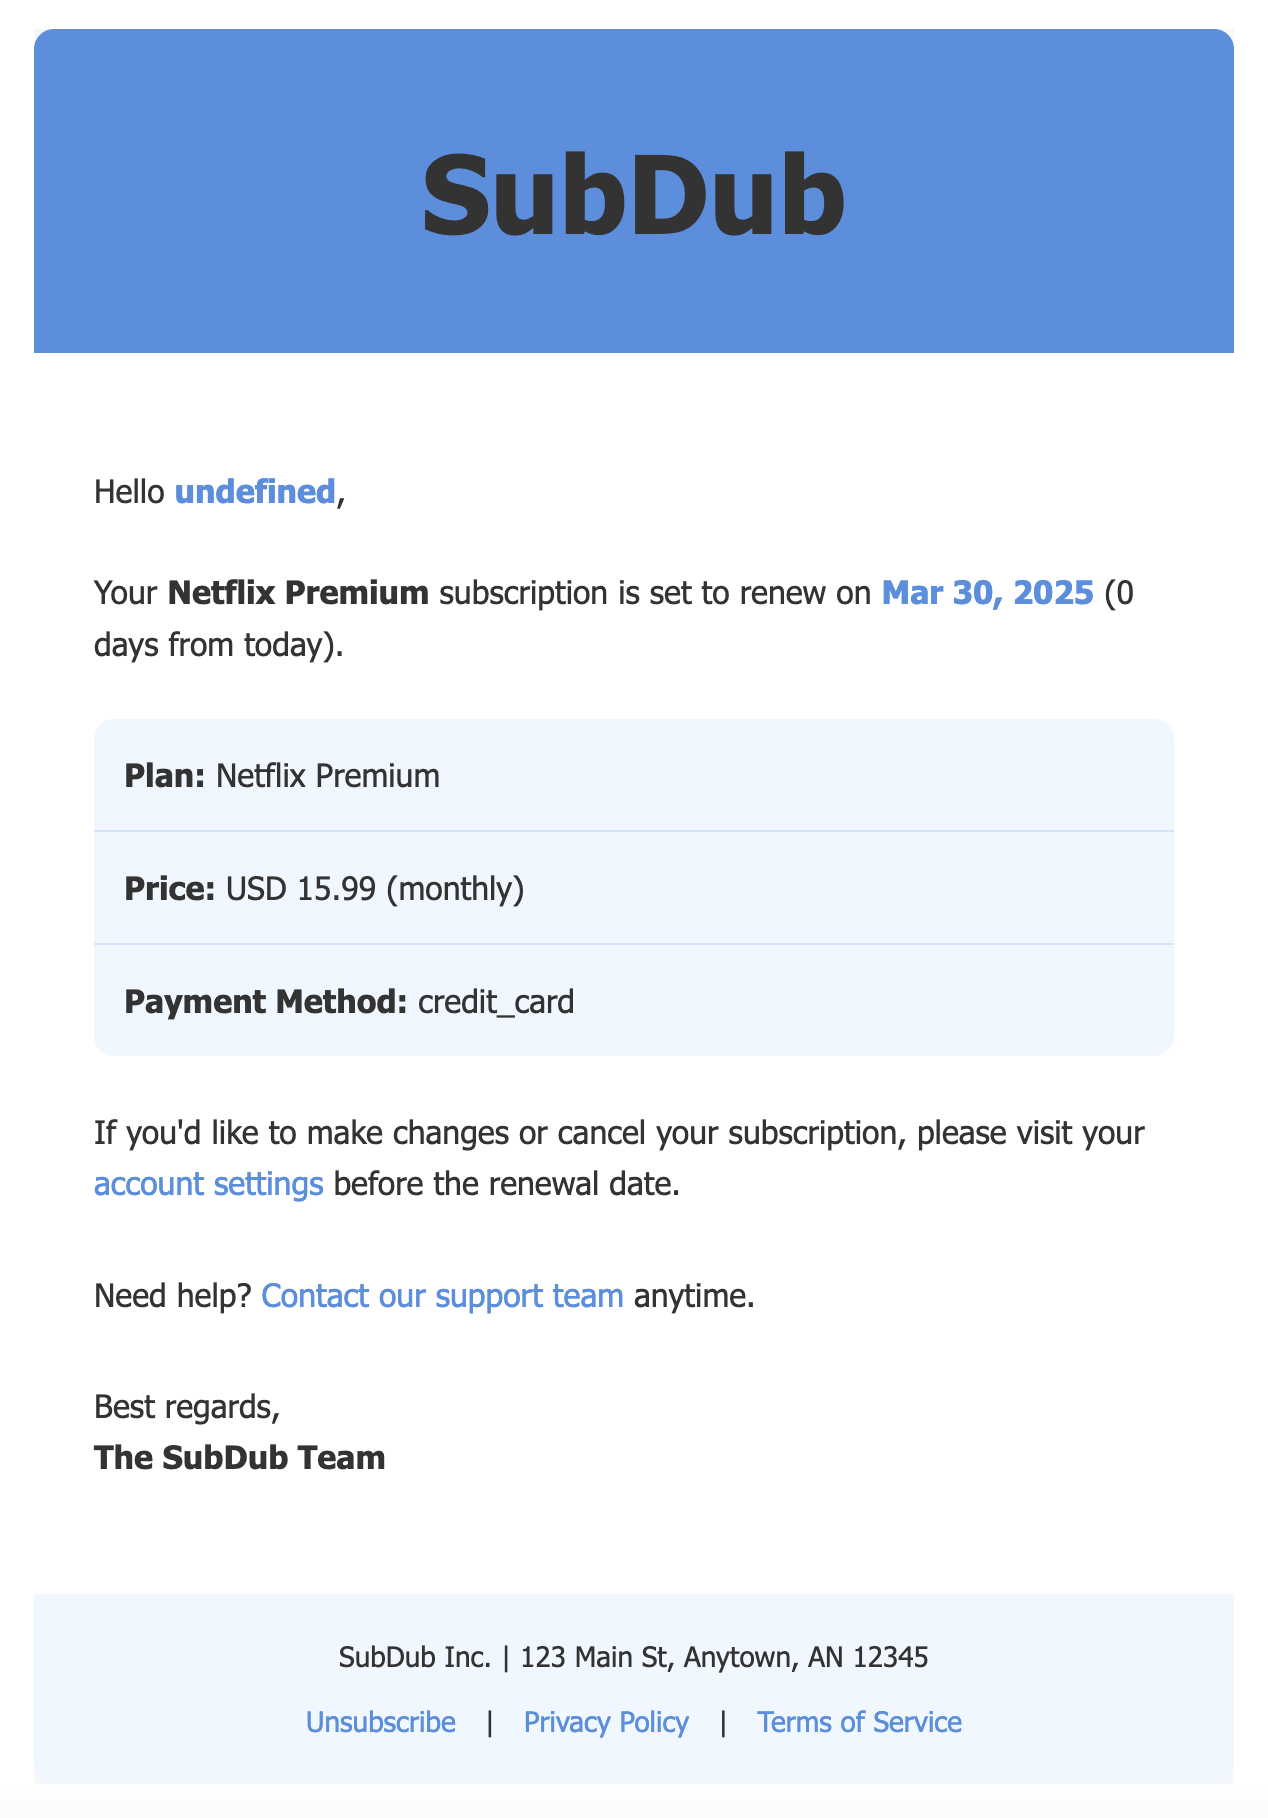 SubDub
Hello undefined,
Your Netflix Premium subscription is set to renew on Mar 30, 2025 (0
days from today).
Plan: Netflix Premium
Price: USD 15.99 (monthly)
Payment Method: credit_card
If you'd like to make changes or cancel your subscription, please visit your
account settings before the renewal date.
Need help? Contact our support team anytime.
Best regards,
The SubDub Team
SubDub Inc. | 123 Main St, Anytown, AN 12345
Unsubscribe | Privacy Policy | Terms of Service